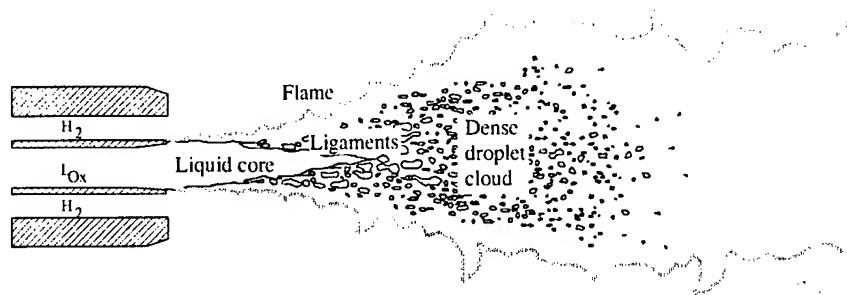 Flame
H2
Ligaments
Dense
droplet
cloud
Liquid core
LOx
H2